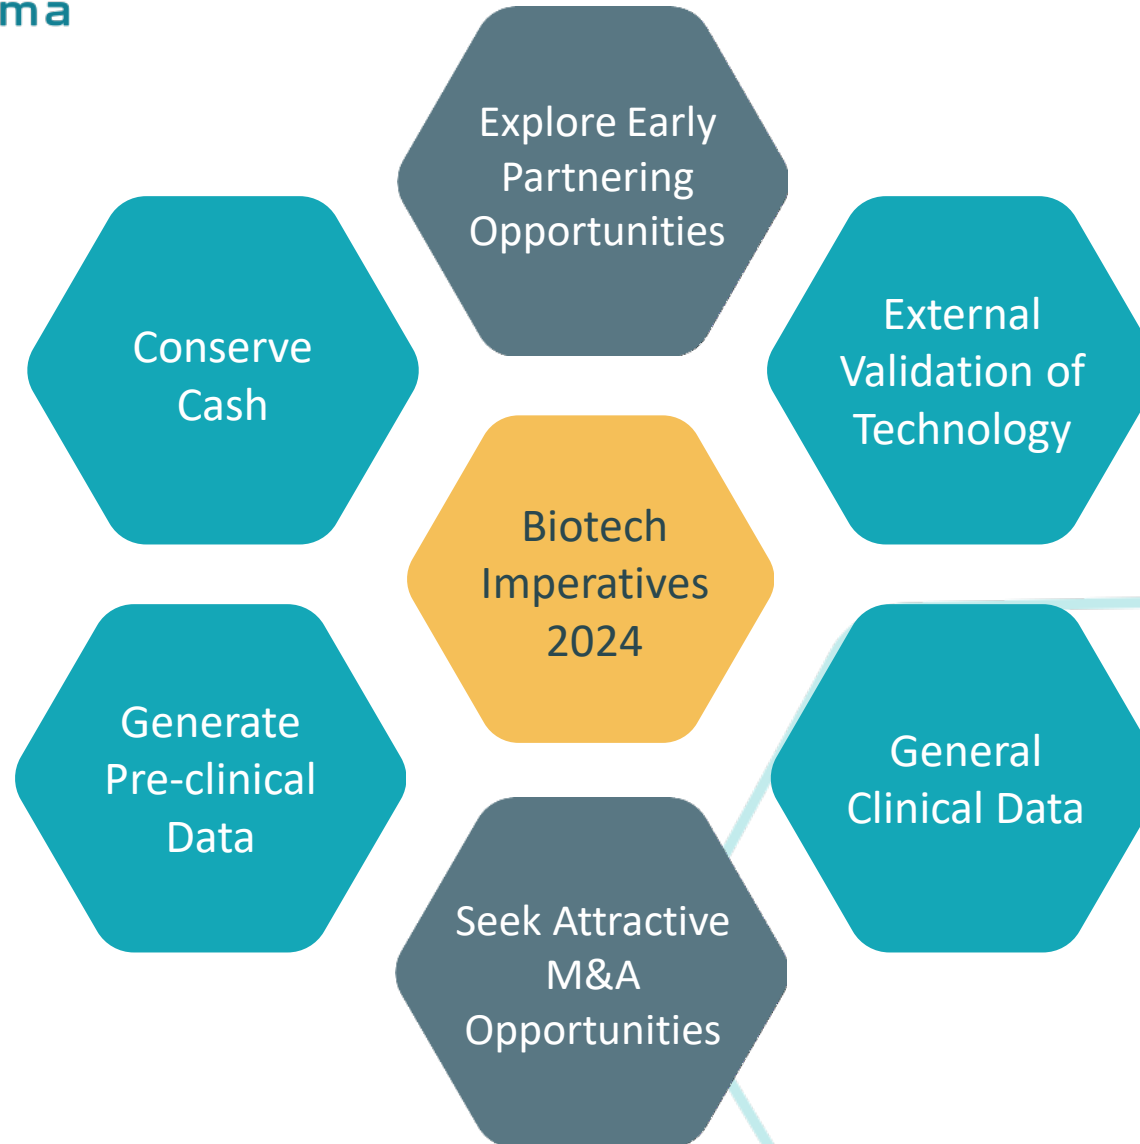 ma
Explore Early
Partnering
Opportunities
Conserve
Cash
External
Validation of
Technology
Biotech
Imperatives
2024
Generate
Pre-clinical
Data
General
Clinical Data
Seek Attractive
M&A
Opportunities